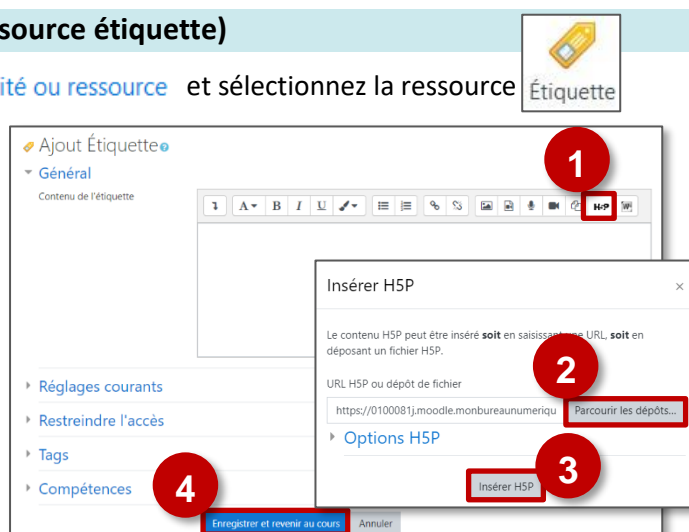 source étiquette)
ité ou ressource et sélectionnez la ressource
Étiquette
Ajout Étiquette
Général
Contenu de l'étiquette
1
A B I U
H5P
W
Insérer H5P ×
Le contenu H5P peut être inséré soit en saisissant une URL, soit en
déposant un fichier H5P.
2
URL H5P ou dépôt de fichier
https://0100081j.moodle.monbureaunumeriqu Parcourir les dépôts...
Options H5P
3
Insérer H5P
Réglages courants
Restreindre l'accès
Tags
Compétences
4
Enregistrer et revenir au cours Annuler